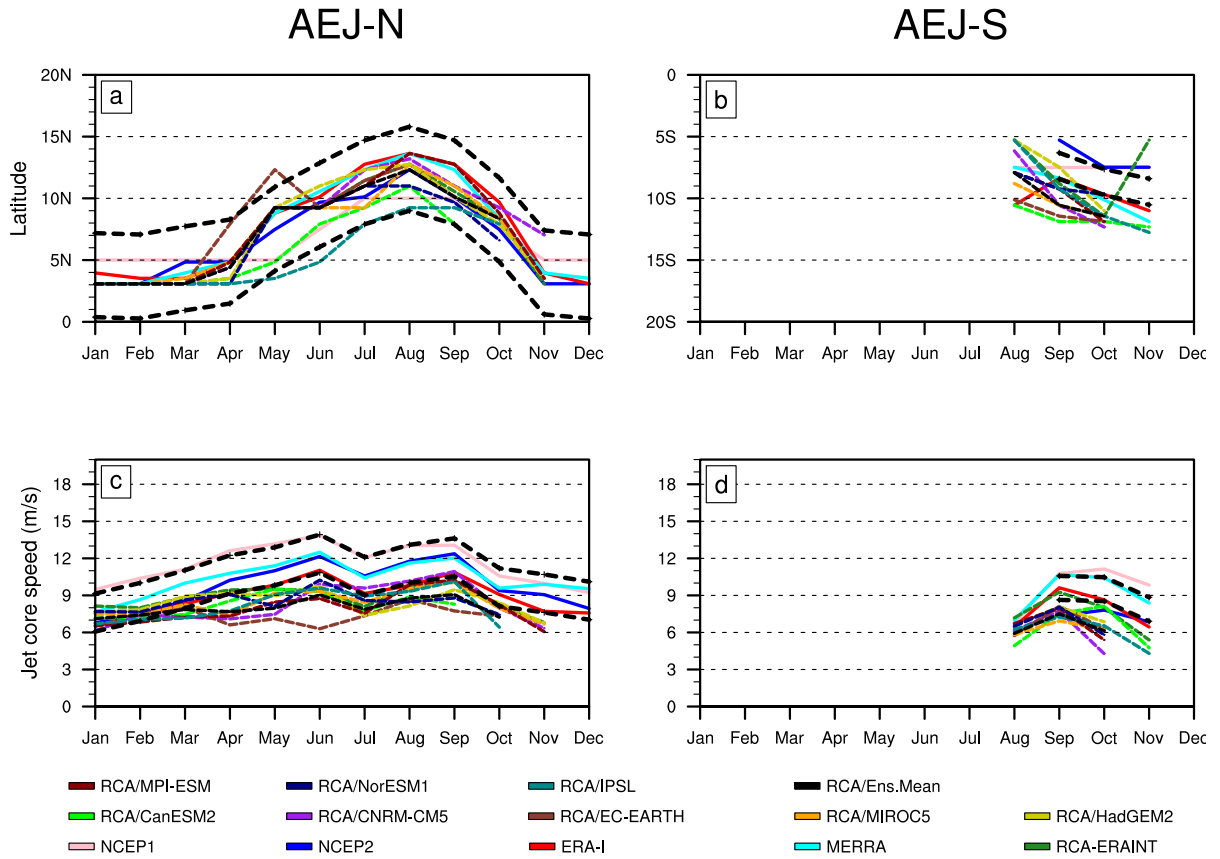 AEJ-N AEJ-S
20N 0
a b
15N 5S
Latitude
10N 10S
5N 15S
0 20S
Jan Feb Mar Apr May Jun Jul Aug Sep Oct Nov Dec Jan Feb Mar Apr May Jun Jul Aug Sep Oct Nov Dec
c d
18 18
15 15
Jet core speed (m/s)
12 12
9 9
6 6
3 3
0 0
Jan Feb Mar Apr May Jun Jul Aug Sep Oct Nov Dec Jan Feb Mar Apr May Jun Jul Aug Sep Oct Nov Dec
RCA/MPI-ESM RCA/NorESM1 RCA/IPSL RCA/Ens.Mean
RCA/CanESM2 RCA/CNRM-CM5 RCA/EC-EARTH RCA/MIROC5 RCA/HadGEM2
NCEP1 NCEP2 ERA-I MERRA RCA-ERAINT